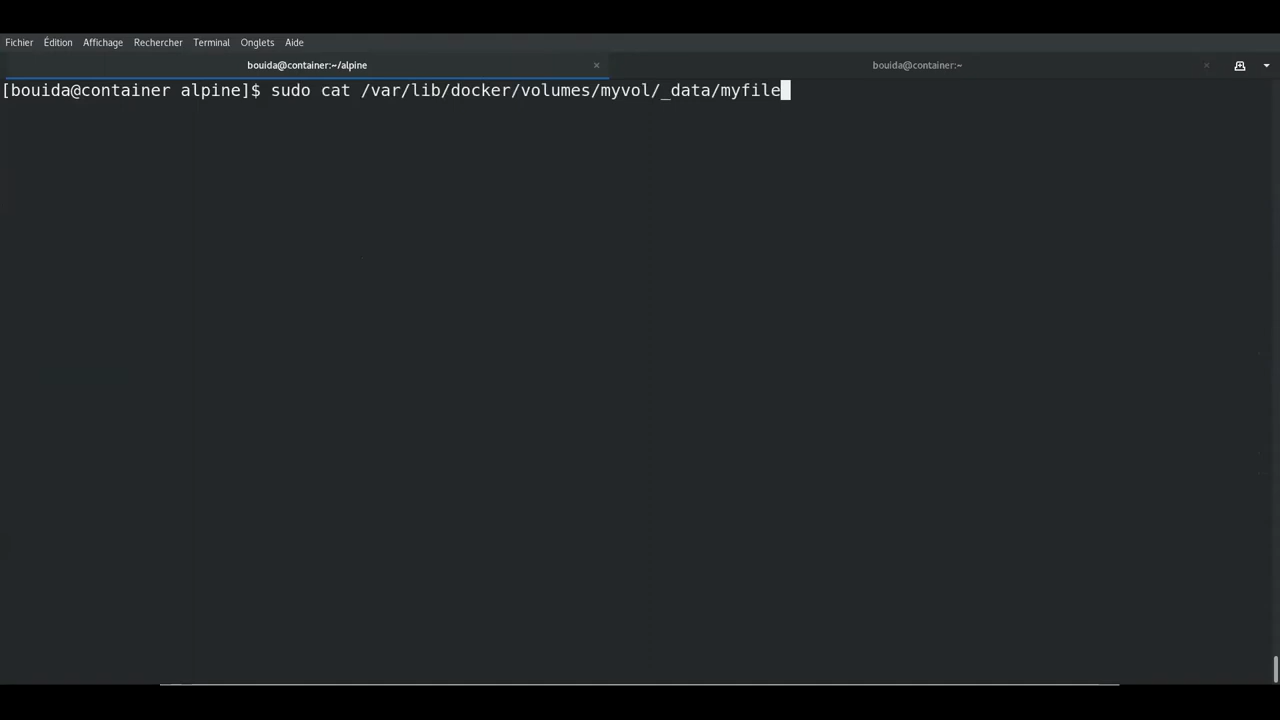 Fichier Édition Affichage Rechercher Terminal Onglets Aide
bouida@container:~/alpine × bouida@container:~ ×
[bouida@container alpine]$ sudo cat /var/lib/docker/volumes/myvol/_data/myfile